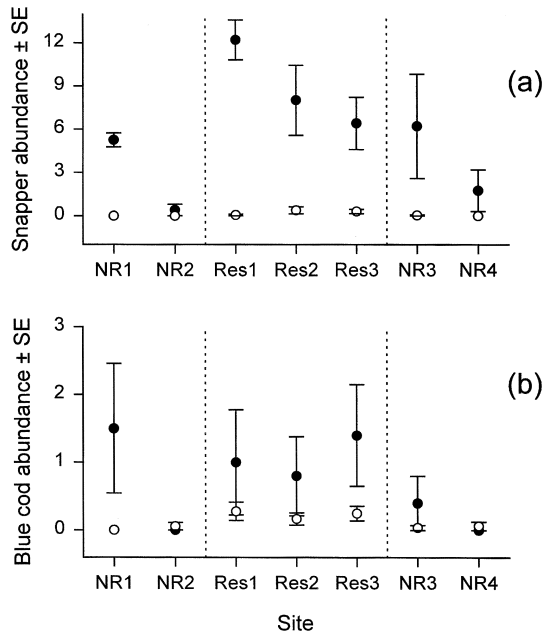 Snapper abundance ± SE
12
9
6
3
0
(a)
NR1 NR2 Res1 Res2 Res3 NR3 NR4
Blue cod abundance ± SE
3
2
1
0
(b)
NR1 NR2 Res1 Res2 Res3 NR3 NR4
Site